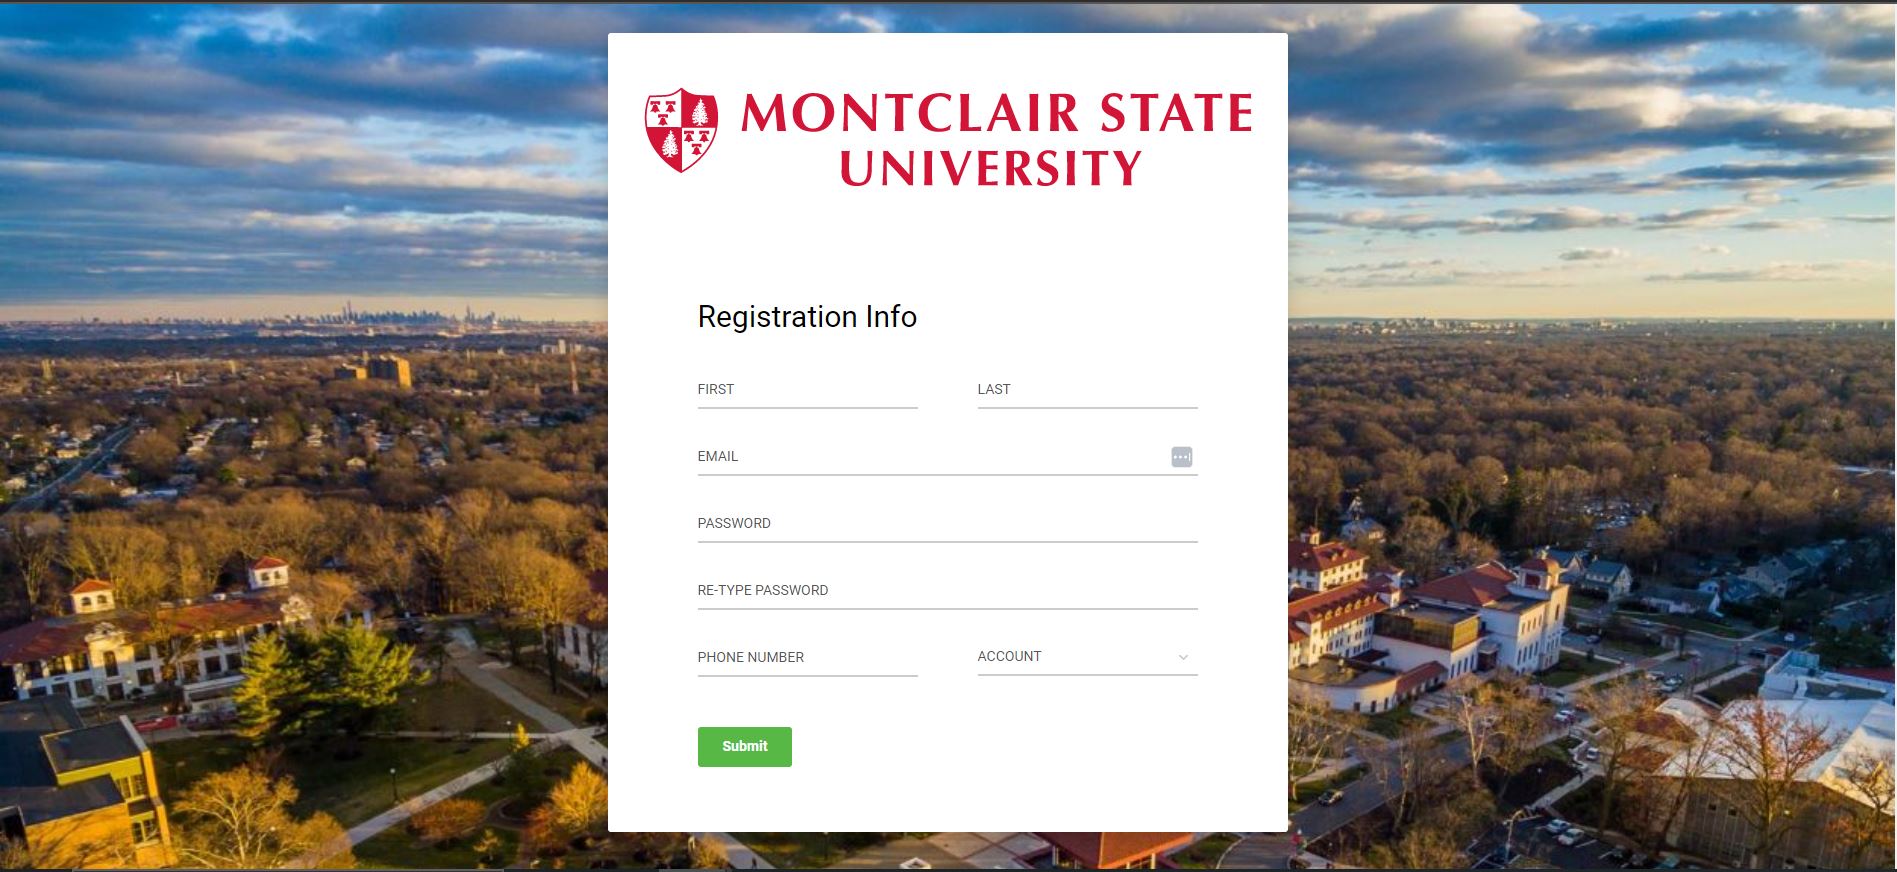 MONTCLAIR STATE
UNIVERSITY
Registration Info
FIRST LAST
EMAIL
PASSWORD
RE-TYPE PASSWORD
PHONE NUMBER ACCOUNT
Submit